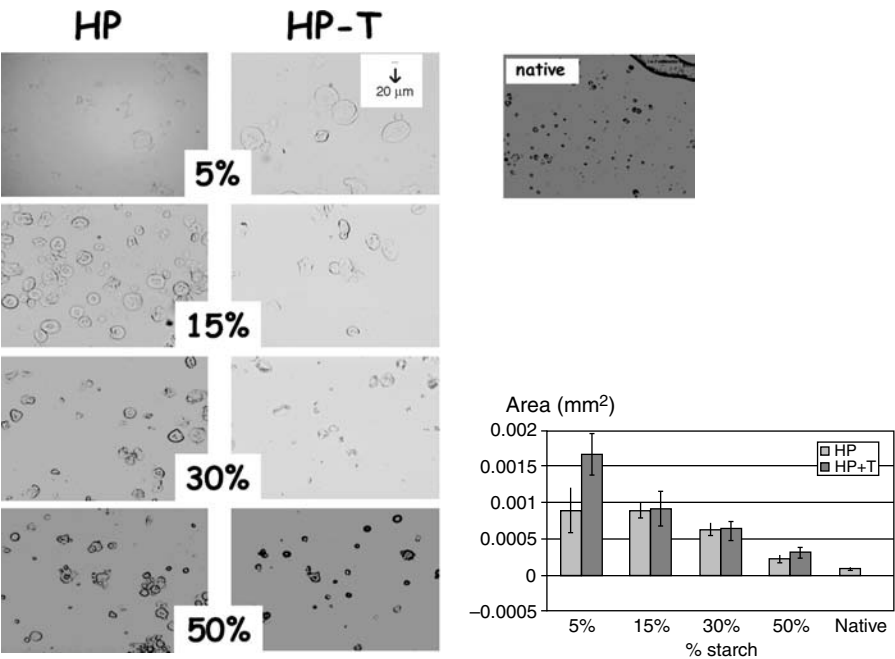 HP
HP-T
20 µm
native
5%
15%
30%
50%
Area (mm2)
0.002
0.0015
0.001
0.0005
0
−0.0005
HP
HP+T
5%
15%
30%
50%
Native
% starch